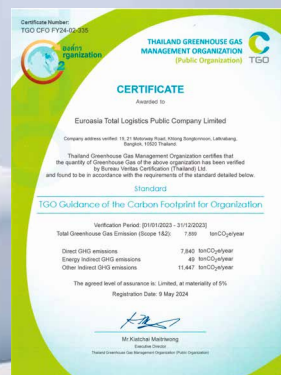 Certificate Number:
TGO CFO FY24-02-335
องค์กร
rganization
2
THAILAND GREENHOUSE GAS
MANAGEMENT ORGANIZATION
(Public Organization)
TGO
CERTIFICATE
Awarded to
Euroasia Total Logistics Public Company Limited
Company address verified: 19, 21 Motorway Road, Khlong Songtonnoon, Latkrabang,
Bangkok, 10520 Thailand.
Thailand Greenhouse Gas Management Organization certifies that
the quantity of Greenhouse Gas of the above organization has been verified
by Bureau Veritas Certification (Thailand) Ltd.
and found to be in accordance with the requirements of the standard detailed below.
Standard
TGO Guidance of the Carbon Footprint for Organization
Verification Period: [01/01/2023 - 31/12/2023]
Total Greenhouse Gas Emission (Scope 1&2): tonCO2e/year
Direct GHG emissions 7,840 tonCO2e/year
Energy Indirect GHG emissions 49 tonCO2e/year
Other Indirect GHG emissions 11,447 tonCO2e/year
The agreed level of assurance is: Limited, at materiality of 5%
Registration Date: 9 May 2024
Mr.Kiatchai Maitriwong
Executive Director
Thailand Greenhouse Gas Management Organization (Public Organization)